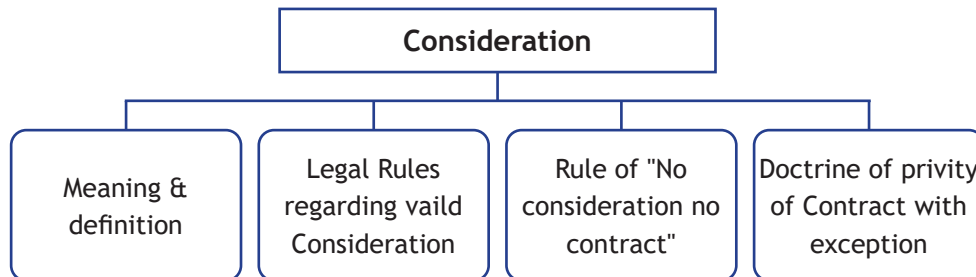 Consideration
Meaning &
definition
Legal Rules
regarding vaild
Consideration
Rule of "No
consideration no
contract"
Doctrine of privity
of Contract with
exception